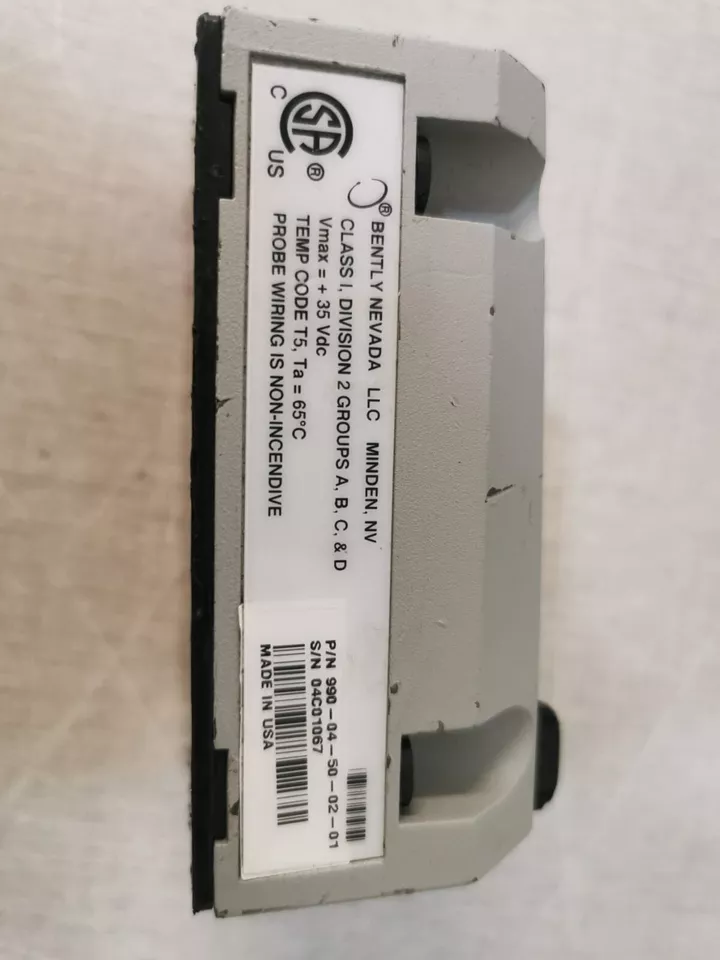 C SA ® US
® BENTLY NEVADA LLC MINDEN, NV
CLASS I, DIVISION 2 GROUPS A, B, C, & D
Vmax = + 35 Vdc
TEMP CODE T5, Ta = 65°C
PROBE WIRING IS NON-INCENDIVE
P/N 990-04-50-02-01
S/N 04C01067
MADE IN USA